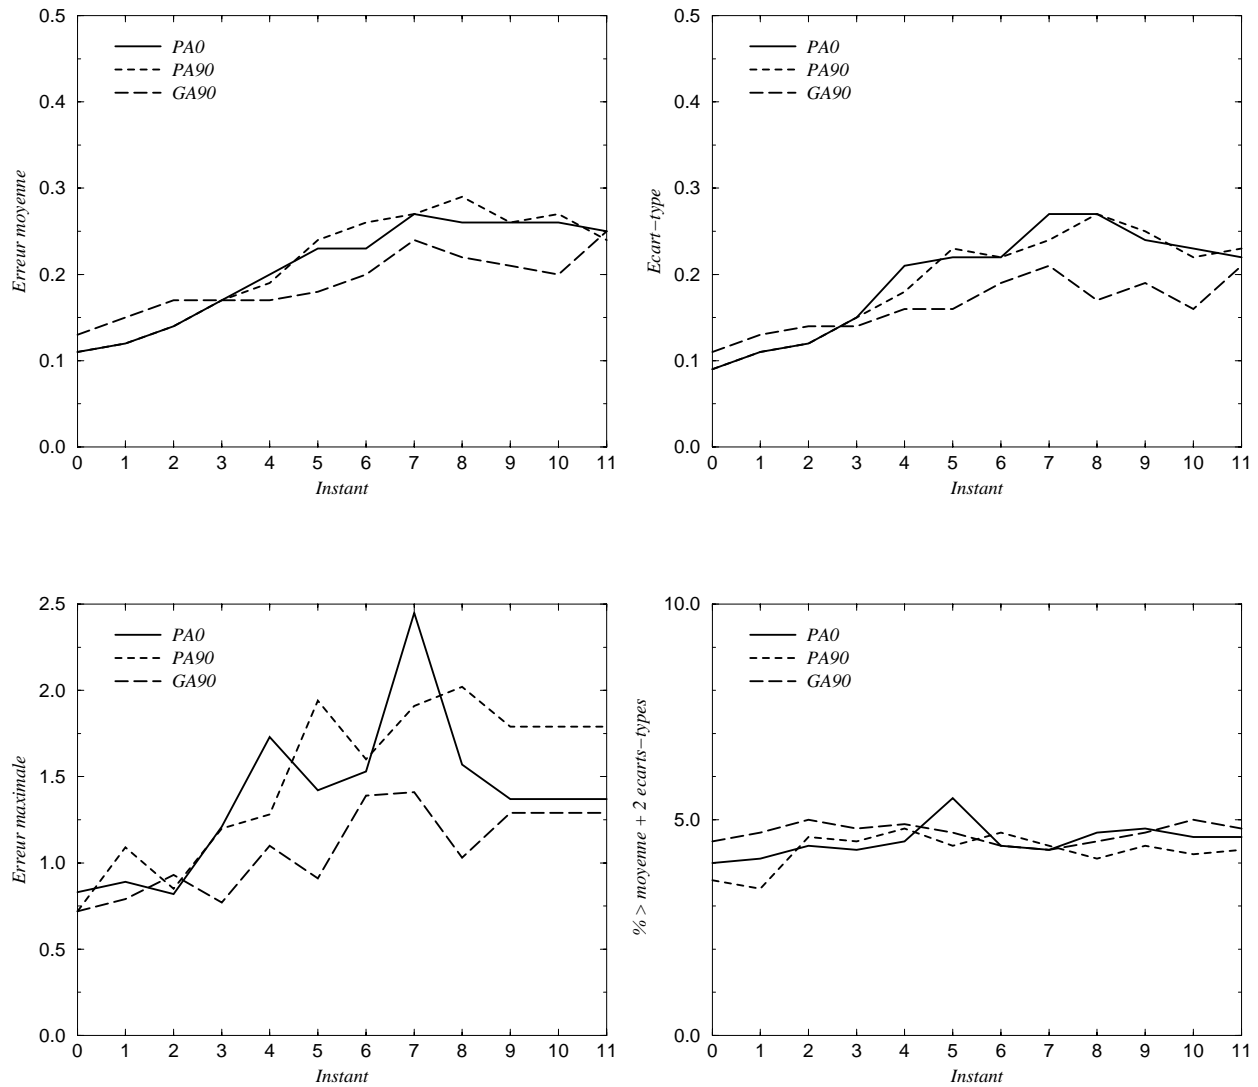 0.5
0.4
0.3
0.2
0.1
0.0
Erreur moyenne
PA0
PA90
GA90
0 1 2 3 4 5 6 7 8 9 10 11
Instant
0.5
0.4
0.3
0.2
0.1
0.0
Ecart-type
PA0
PA90
GA90
0 1 2 3 4 5 6 7 8 9 10 11
Instant
2.5
2.0
1.5
1.0
0.5
0.0
Erreur maximale
PA0
PA90
GA90
0 1 2 3 4 5 6 7 8 9 10 11
Instant
10.0
5.0
0.0
% > moyenne + 2 ecarts-types
PA0
PA90
GA90
0 1 2 3 4 5 6 7 8 9 10 11
Instant